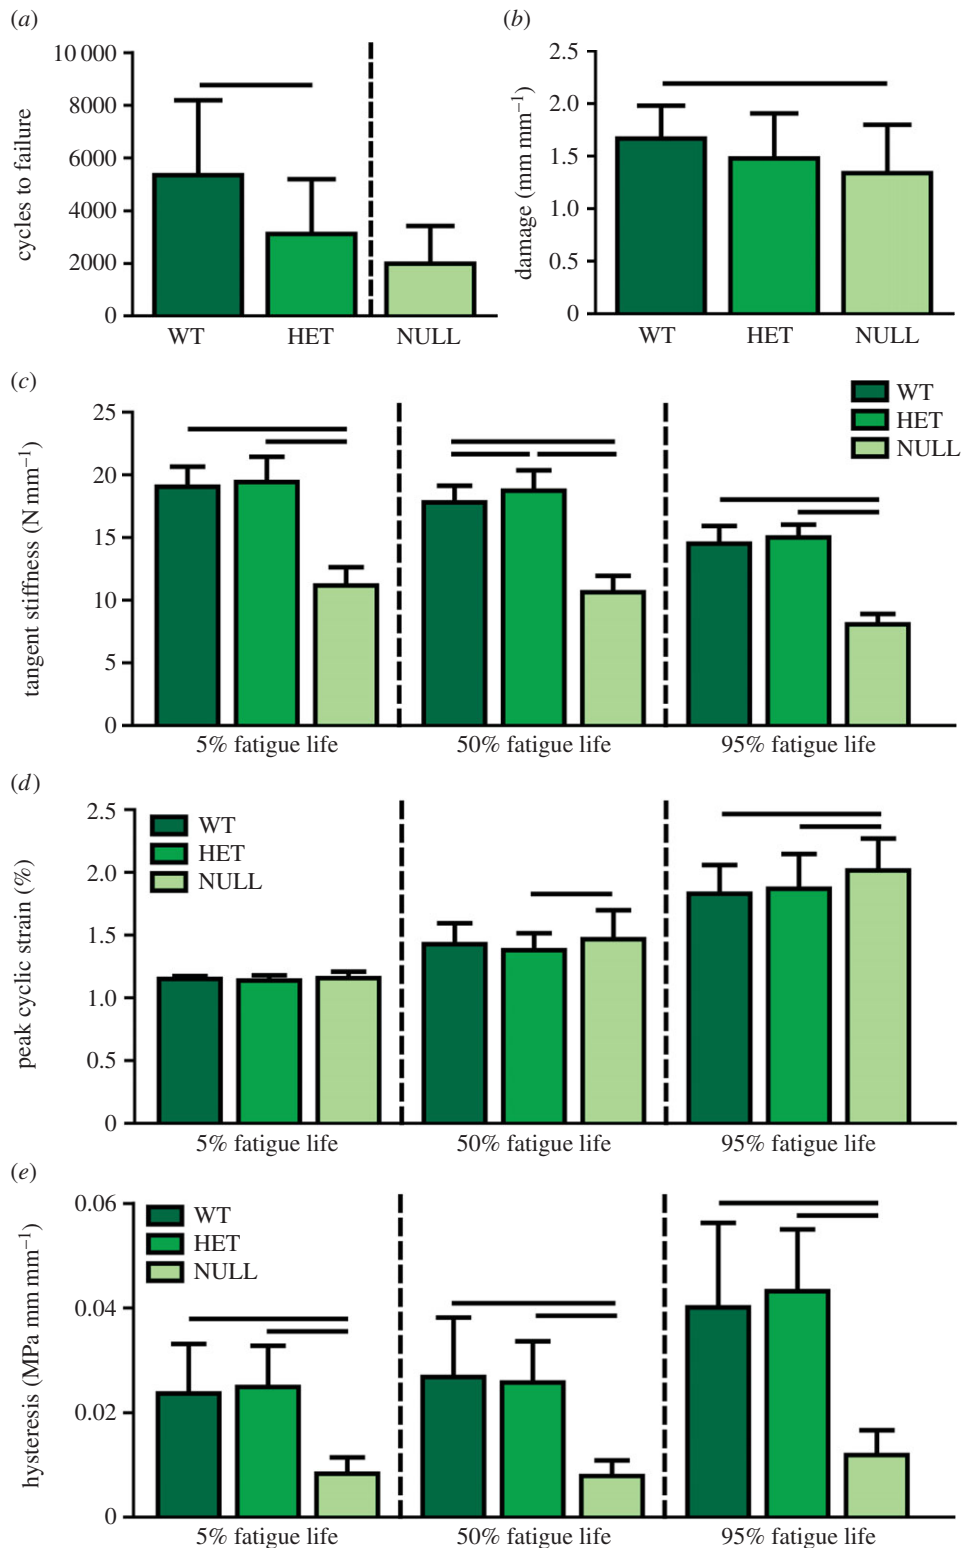 (a)
10 000
8000
6000
4000
2000
0
cycles to failure
WT HET NULL
(b)
2.5
2.0
1.5
1.0
0.5
0
damage (mm mm⁻¹)
WT HET NULL
(c)
WT
HET
NULL
25
20
15
10
5
0
tangent stiffness (N mm⁻¹)
5% fatigue life 50% fatigue life 95% fatigue life
(d)
2.5
2.0
1.5
1.0
0.5
0
peak cyclic strain (%)
WT
HET
NULL
5% fatigue life 50% fatigue life 95% fatigue life
(e)
0.06
0.04
0.02
0
hysteresis (MPa mm mm⁻¹)
WT
HET
NULL
5% fatigue life 50% fatigue life 95% fatigue life